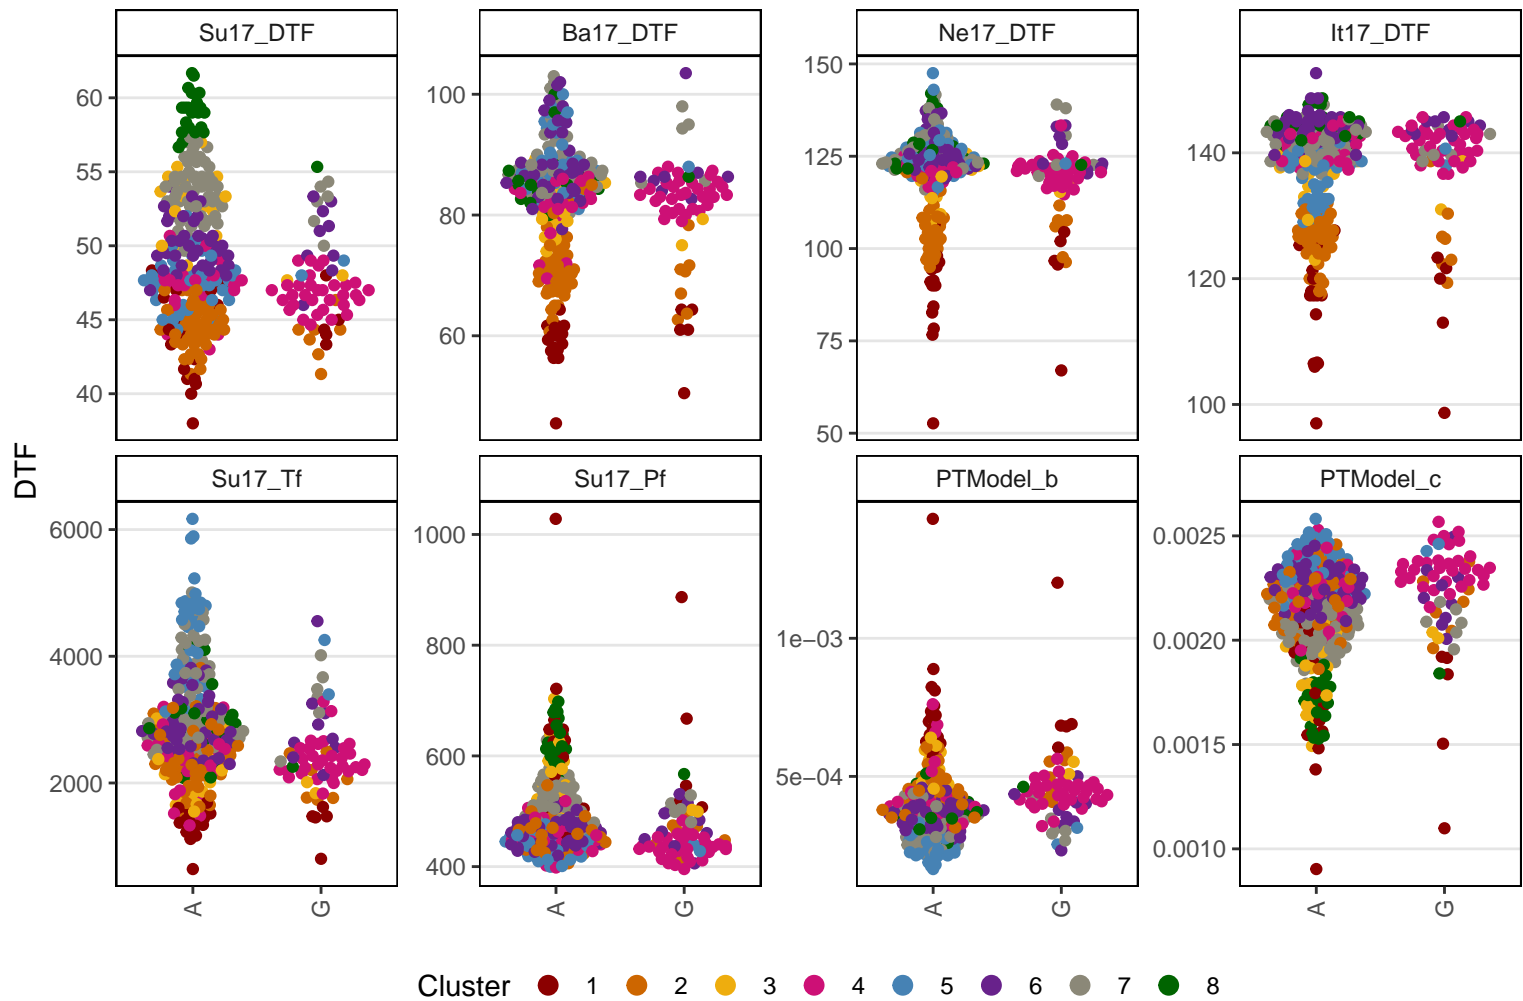 Su17_DTF
Ba17_DTF
Ne17_DTF
It17_DTF
60
55
50
45
40
100
80
60
150
125
100
75
50
140
120
100
DTF
Su17_Tf
Su17_Pf
PTModel_b
PTModel_c
6000
4000
2000
1000
800
600
400
1e−03
5e−04
0.0025
0.0020
0.0015
0.0010
A G A G A G A G
Cluster 1 2 3 4 5 6 7 8